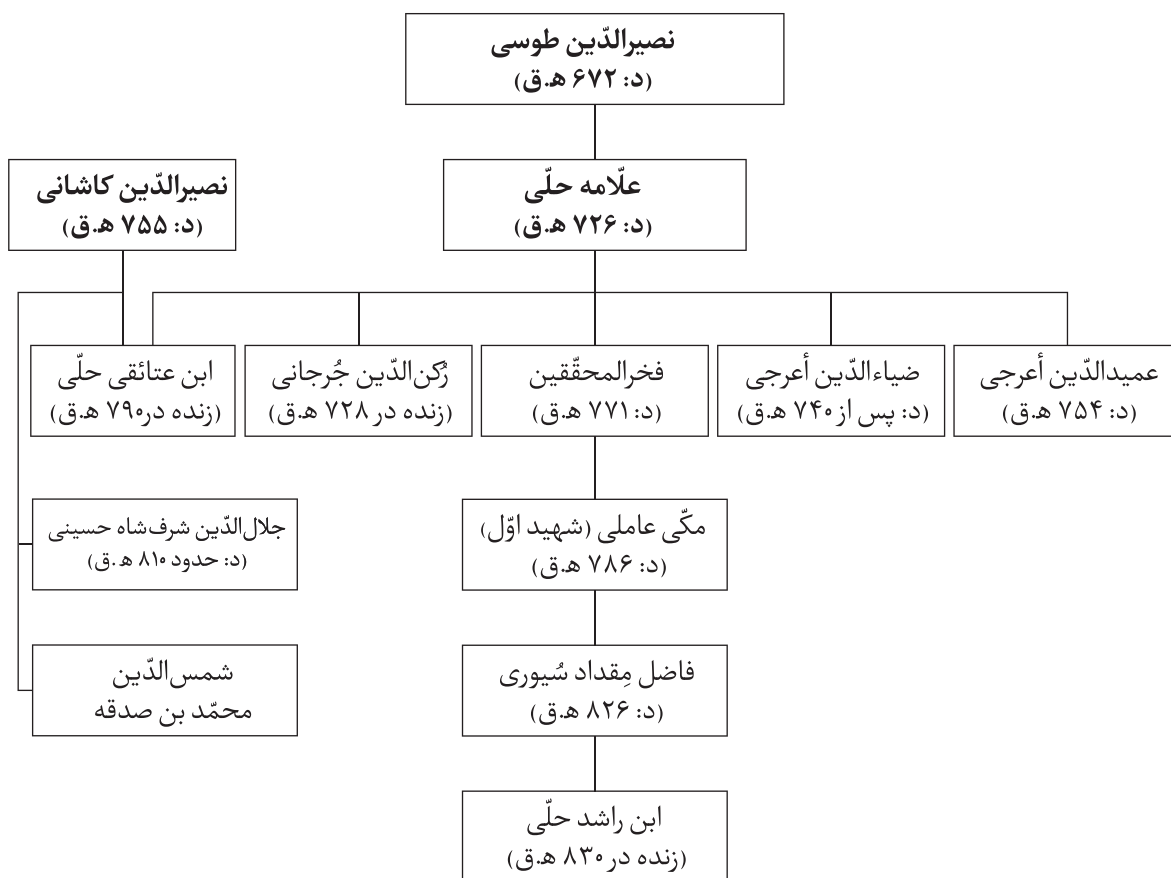 نصیرالدّین طوسی
(د: ۶۷۲ ه‍.ق)
علّامه حلّی
(د: ۷۲۶ ه‍.ق)
نصیرالدّین کاشانی
(د: ۷۵۵ ه‍.ق)
عمیدالدّین أعرجی
(د: ۷۵۴ ه‍.ق)
ضیاءالدّین أعرجی
(د: پس از ۷۴۰ ه‍.ق)
فخرالمحقّقین
(د: ۷۷۱ ه‍.ق)
رُکن‌الدّین جُرجانی
(زنده در ۷۲۸ ه‍.ق)
ابن عتائقی حلّی
(زنده در ۷۹۰ ه‍.ق)
مکّی عاملی (شهید اوّل)
(د: ۷۸۶ ه‍.ق)
جلال‌الدّین شرف‌شاه حسینی
(د: حدود ۸۱۰ ه‍.ق)
فاضل مِقداد سُیوری
(د: ۸۲۶ ه‍.ق)
شمس‌الدّین
محمّد بن صدقه
ابن راشد حلّی
(زنده در ۸۳۰ ه‍.ق)